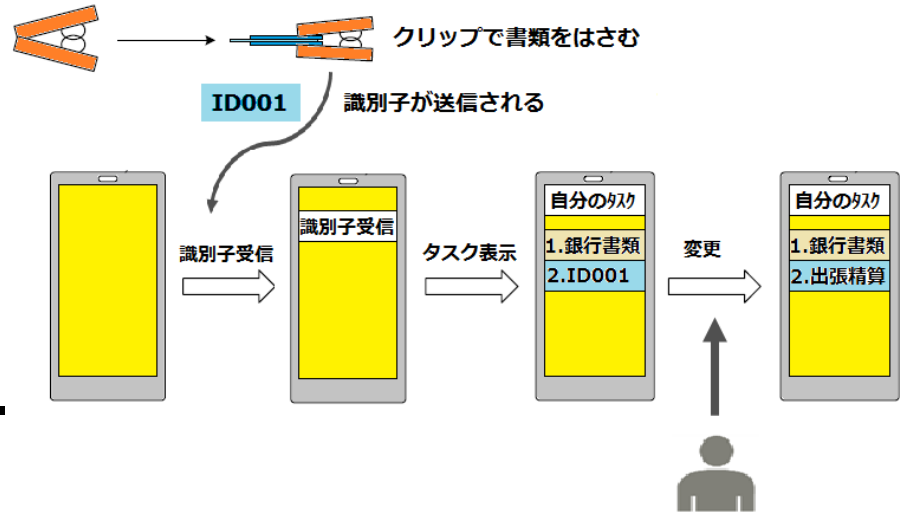 クリップで書類をはさむ
ID001
識別子が送信される
識別子受信
識別子受信
タスク表示
自分のﾀｽｸ
1.銀行書類
2.ID001
変更
自分のﾀｽｸ
1.銀行書類
2.出張精算